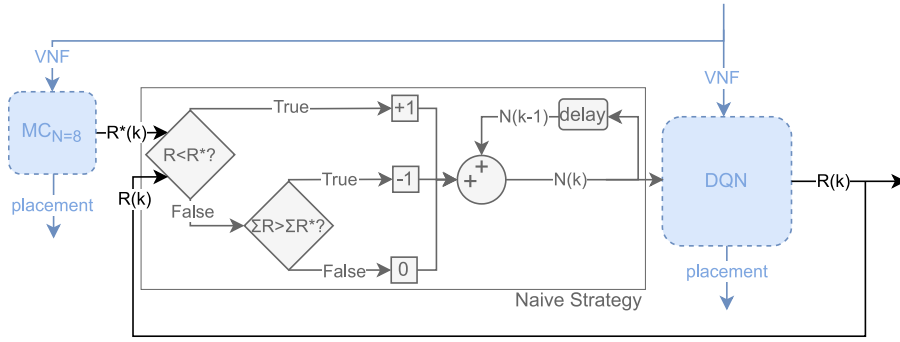 VNF
VNF
MC_N=8
R*(k)
R(k)
placement
R<R*?
True
False
+1
ΣR>ΣR*?
True
False
-1
0
N(k-1)
delay
+
+
N(k)
DQN
R(k)
placement
Naive Strategy